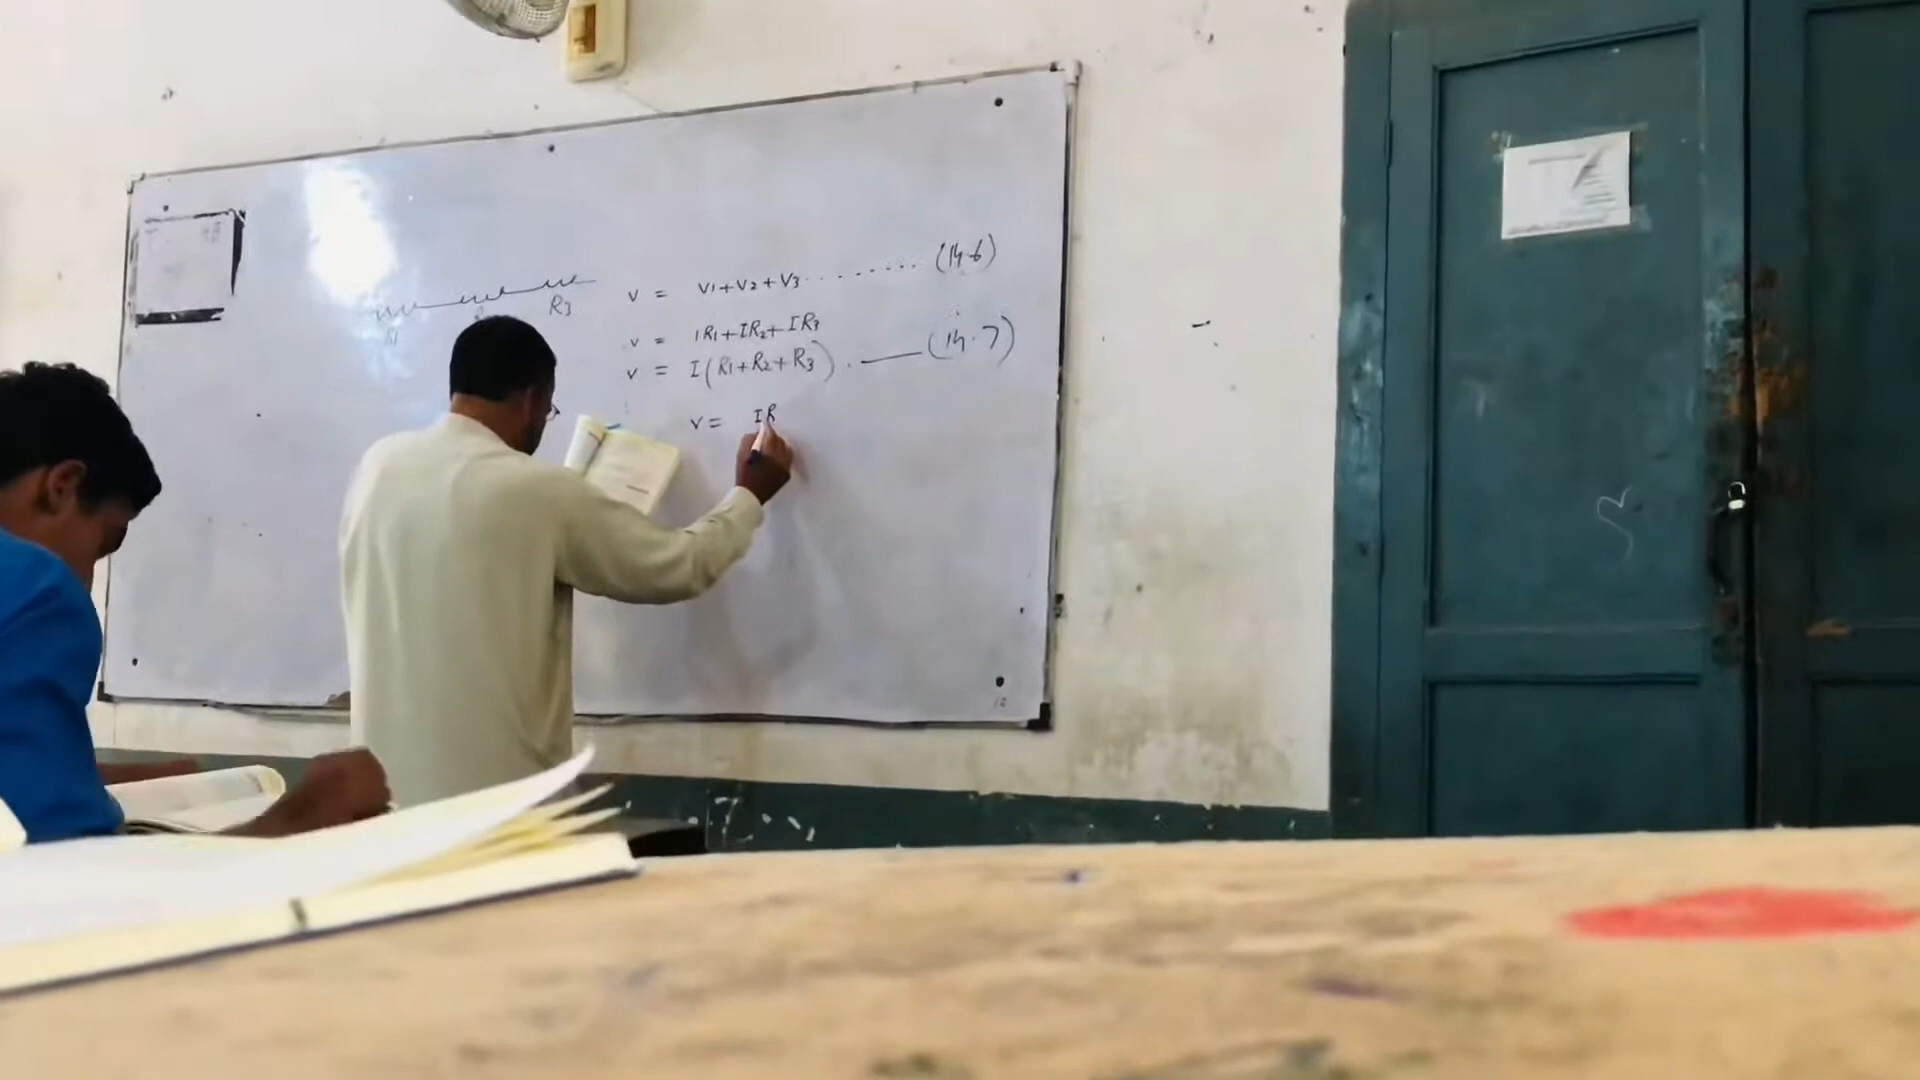 V = V1+V2+V3 ........ (14.6)
V = IR1+IR2+IR3
V = I(R1+R2+R3). —— (14.7)
V = IR
R1
R3